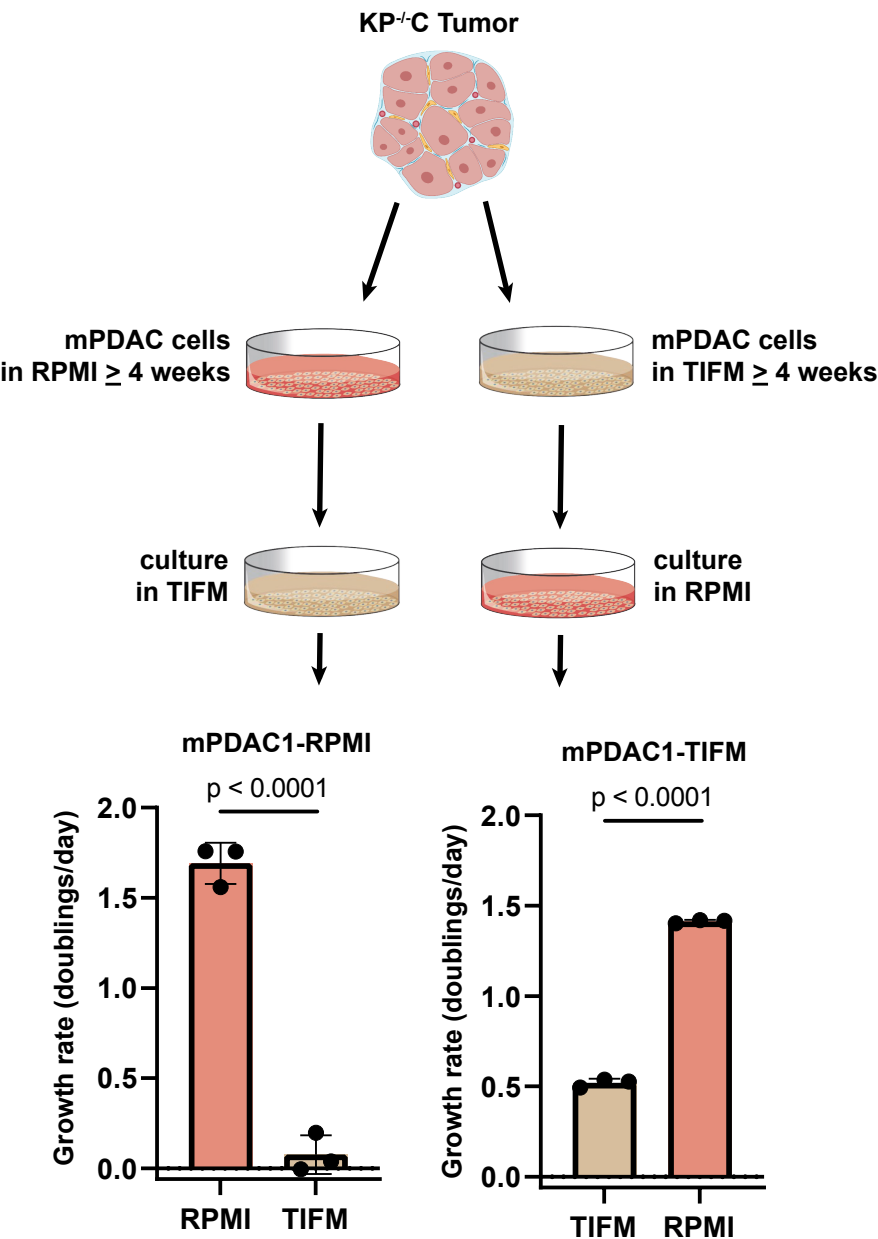 KP-/-C Tumor
mPDAC cells
in RPMI ≥ 4 weeks
mPDAC cells
in TIFM ≥ 4 weeks
culture
in TIFM
culture
in RPMI
mPDAC1-RPMI
p < 0.0001
Growth rate (doublings/day)
2.0
1.5
1.0
0.5
0.0
RPMI TIFM
mPDAC1-TIFM
p < 0.0001
Growth rate (doublings/day)
2.0
1.5
1.0
0.5
0.0
TIFM RPMI